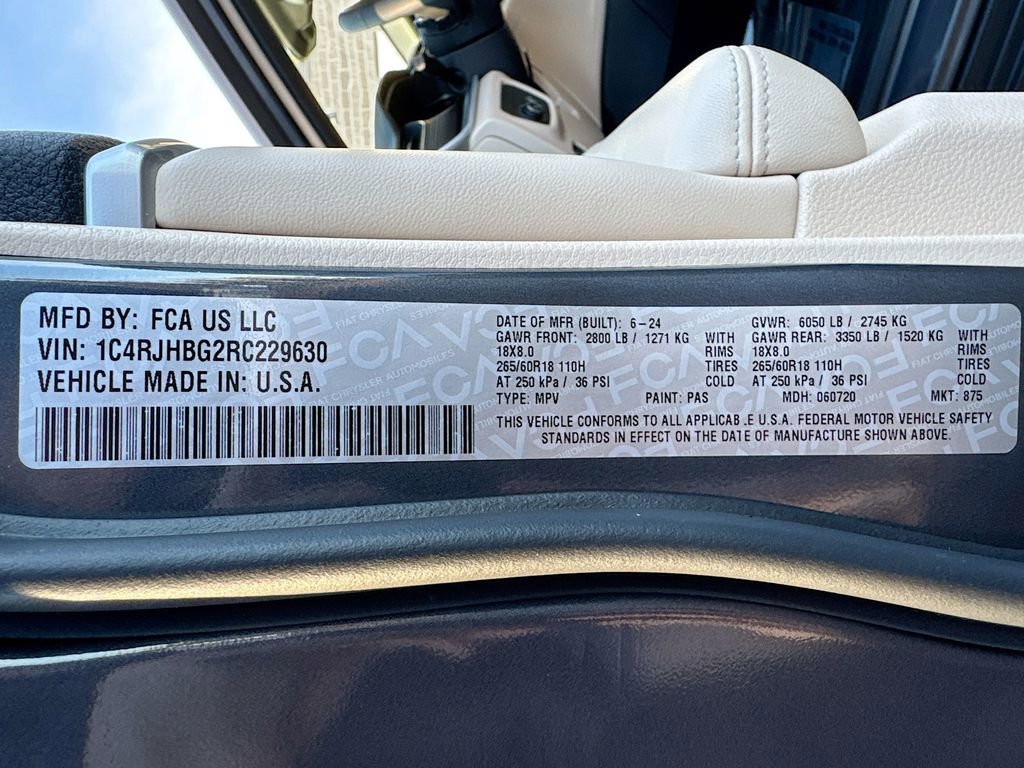 MFD BY: FCA US LLC
VIN: 1C4RJHBG2RC229630
VEHICLE MADE IN: U.S.A.
DATE OF MFR (BUILT): 6-24
GAWR FRONT: 2800 LB / 1271 KG WITH
18X8.0 RIMS
265/60R18 110H TIRES
AT 250 kPa / 36 PSI COLD
TYPE: MPV PAINT: PAS
GVWR: 6050 LB / 2745 KG
GAWR REAR: 3350 LB / 1520 KG WITH
18X8.0 RIMS
265/60R18 110H TIRES
AT 250 kPa / 36 PSI COLD
MDH: 060720 MKT: 875
THIS VEHICLE CONFORMS TO ALL APPLICAB.E U.S.A. FEDERAL MOTOR VEHICLE SAFETY
STANDARDS IN EFFECT ON THE DATE OF MANUFACTURE SHOWN ABOVE.